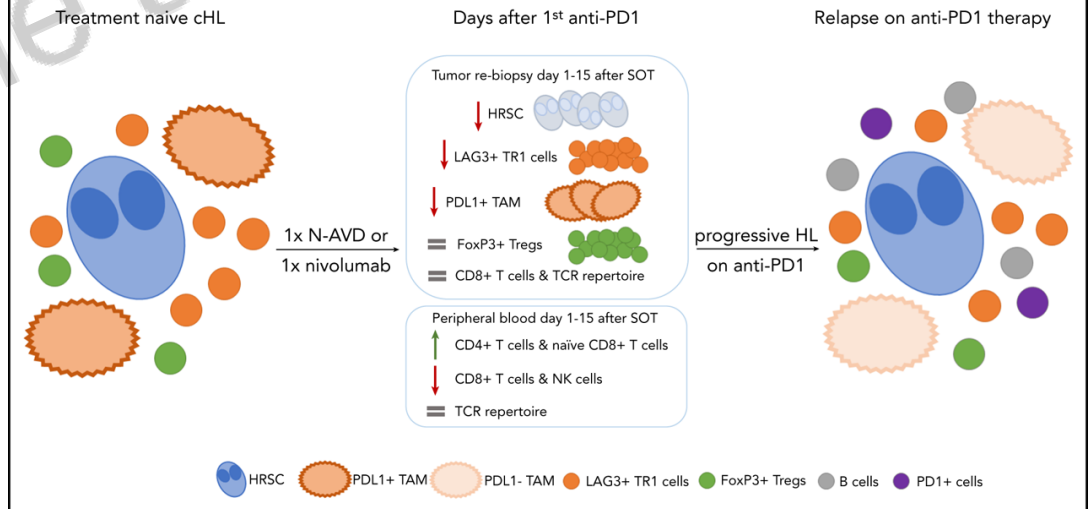 Treatment naive cHL
Days after 1st anti-PD1
Relapse on anti-PD1 therapy
Tumor re-biopsy day 1-15 after SOT
HRSC
LAG3+ TR1 cells
PDL1+ TAM
FoxP3+ Tregs
CD8+ T cells & TCR repertoire
1x N-AVD or
1x nivolumab
progressive HL
on anti-PD1
Peripheral blood day 1-15 after SOT
CD4+ T cells & naïve CD8+ T cells
CD8+ T cells & NK cells
TCR repertoire
HRSC
PDL1+ TAM
PDL1- TAM
LAG3+ TR1 cells
FoxP3+ Tregs
B cells
PD1+ cells